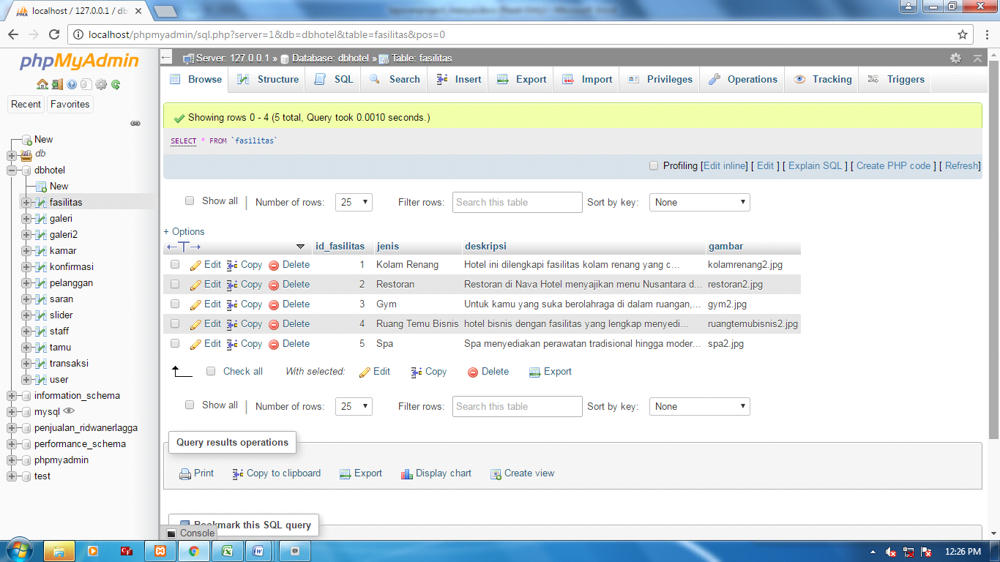 localhost / 127.0.0.1 / db
localhost/phpmyadmin/sql.php?server=1&db=dbhotel&table=fasilitas&pos=0
phpMyAdmin
Recent Favorites
New
db
dbhotel
New
fasilitas
galeri
galeri2
kamar
konfirmasi
pelanggan
saran
slider
staff
tamu
transaksi
user
information_schema
mysql
penjualan_ridwanerlagga
performance_schema
phpmyadmin
test
Server: 127.0.0.1 » Database: dbhotel » Table: fasilitas
Browse Structure SQL Search Insert Export Import Privileges Operations Tracking Triggers
Showing rows 0 - 4 (5 total, Query took 0.0010 seconds.)
SELECT * FROM `fasilitas`
Profiling [Edit inline] [ Edit ] [ Explain SQL ] [ Create PHP code ] [ Refresh]
Show all | Number of rows: 25 Filter rows: Search this table Sort by key: None
+ Options
id_fasilitas jenis deskripsi gambar
Edit Copy Delete 1 Kolam Renang Hotel ini dilengkapi fasilitas kolam renang yang c... kolamrenang2.jpg
Edit Copy Delete 2 Restoran Restoran di Nava Hotel menyajikan menu Nusantara d... restoran2.jpg
Edit Copy Delete 3 Gym Untuk kamu yang suka berolahraga di dalam ruangan,... gym2.jpg
Edit Copy Delete 4 Ruang Temu Bisnis hotel bisnis dengan fasilitas yang lengkap menyedi... ruangtemubisnis2.jpg
Edit Copy Delete 5 Spa Spa menyediakan perawatan tradisional hingga moder... spa2.jpg
Check all With selected: Edit Copy Delete Export
Show all | Number of rows: 25 Filter rows: Search this table Sort by key: None
Query results operations
Print Copy to clipboard Export Display chart Create view
Bookmark this SQL query
Console
12:26 PM